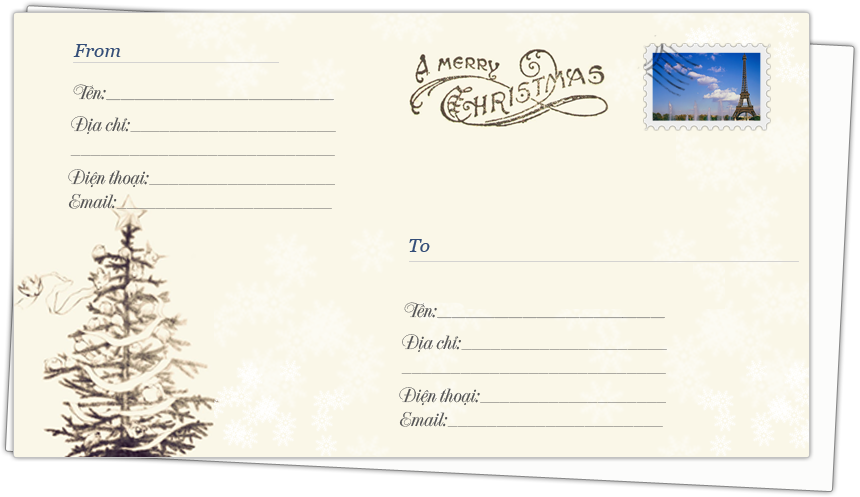 From
Tên:
Địa chỉ:
Điện thoại:
Email:
A MERRY
CHRISTMAS
To
Tên:
Địa chỉ:
Điện thoại:
Email: